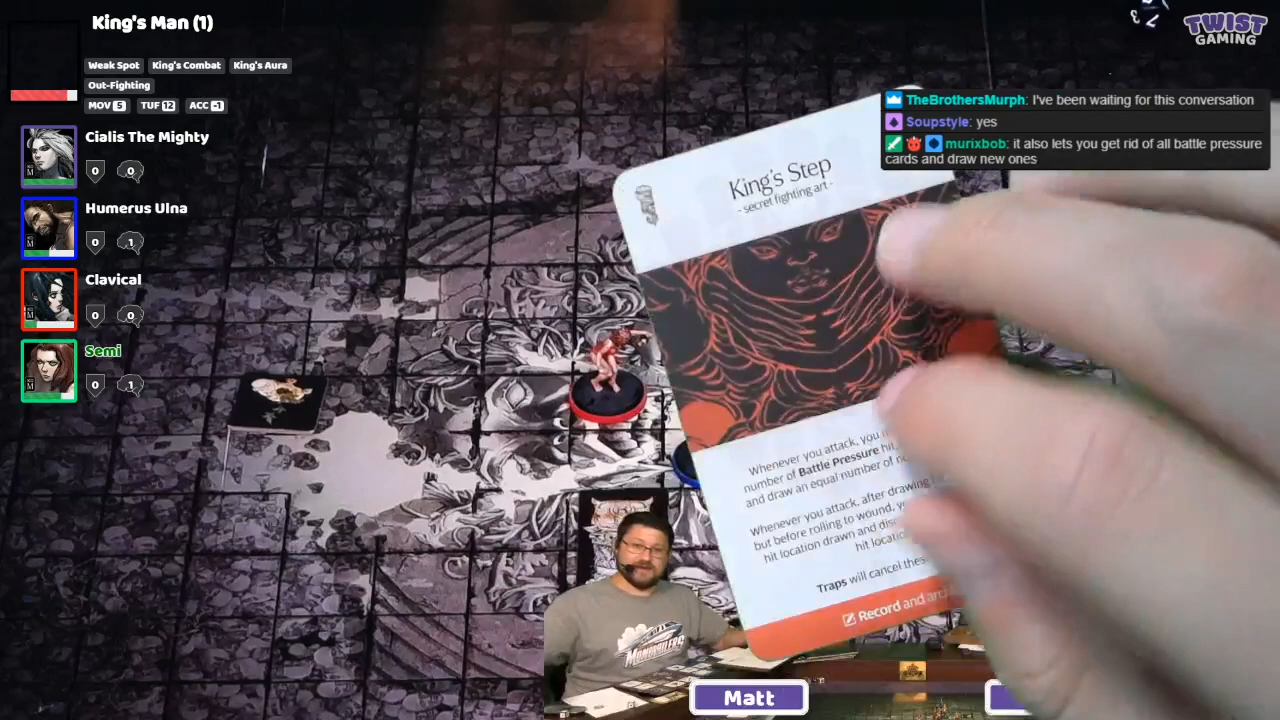 King's Man (1)
Weak Spot King's Combat King's Aura
Out-Fighting
MOV 5 TUF 12 ACC -1
Cialis The Mighty
0 0
Humerus Ulna
0 1
Clavical
0 0
Semi
0 1
TWIST
GAMING
TheBrothersMurph: I've been waiting for this conversation
Soupstyle: yes
murixbob: it also lets you get rid of all battle pressure
cards and draw new ones
King's Step
- secret fighting art -
Whenever you attack, you
number of Battle Pressure hit
and draw an equal number of
Whenever you attack, after drawing
but before rolling to wound,
hit location drawn and
hit
Traps will cancel
Record and
MONORAILERS
Matt